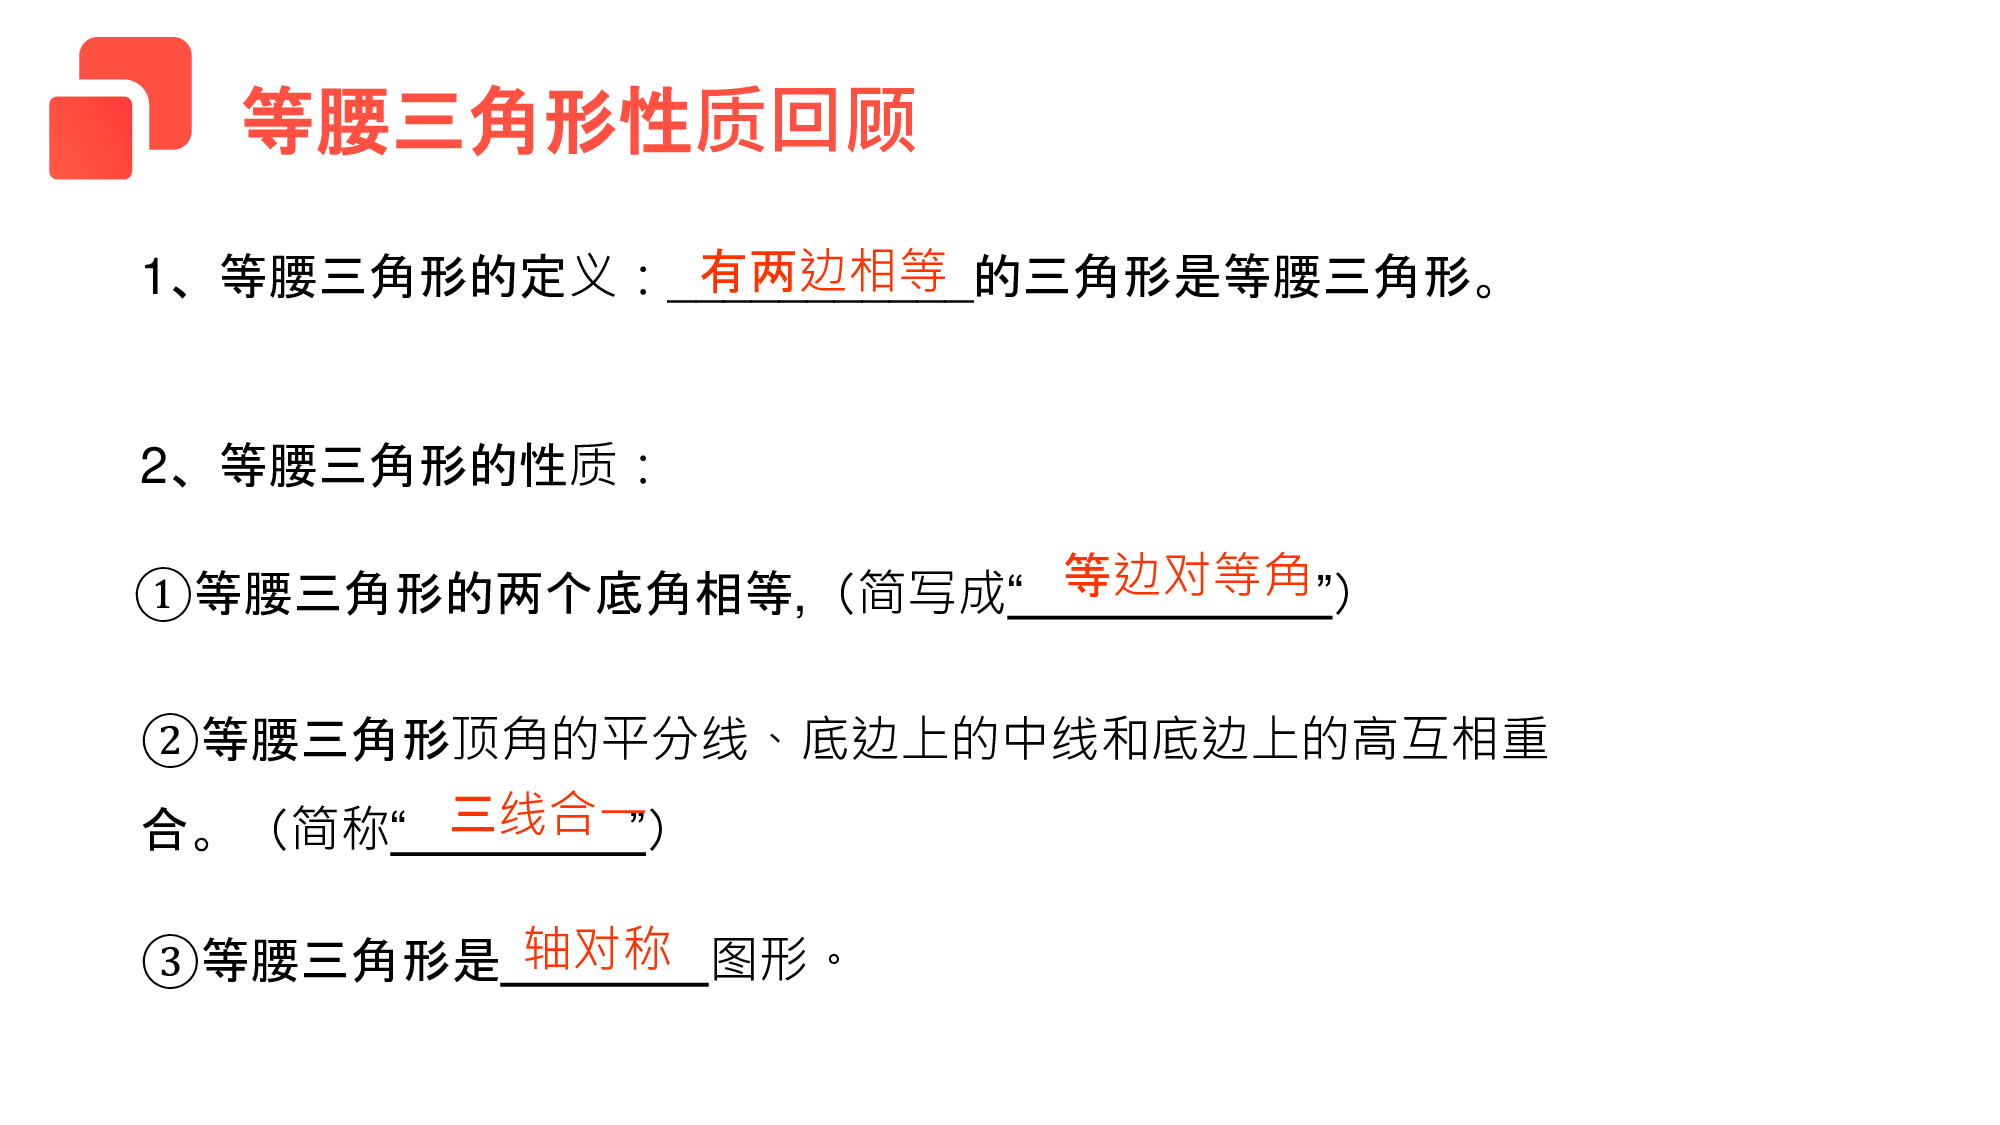 等腰三角形性质回顾
1、等腰三角形的定义：有两边相等的三角形是等腰三角形。
2、等腰三角形的性质：
①等腰三角形的两个底角相等,（简写成“等边对等角”）
②等腰三角形顶角的平分线、底边上的中线和底边上的高互相重
合。（简称“三线合一”）
③等腰三角形是轴对称图形。